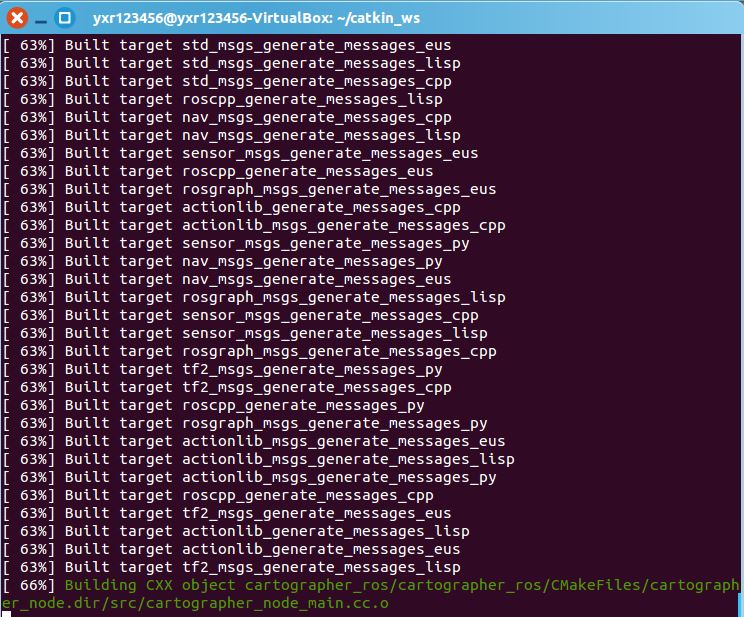 yxr123456@yxr123456-VirtualBox: ~/catkin_ws
[ 63%] Built target std_msgs_generate_messages_eus
[ 63%] Built target std_msgs_generate_messages_lisp
[ 63%] Built target std_msgs_generate_messages_cpp
[ 63%] Built target roscpp_generate_messages_lisp
[ 63%] Built target nav_msgs_generate_messages_cpp
[ 63%] Built target nav_msgs_generate_messages_lisp
[ 63%] Built target sensor_msgs_generate_messages_eus
[ 63%] Built target roscpp_generate_messages_eus
[ 63%] Built target rosgraph_msgs_generate_messages_eus
[ 63%] Built target actionlib_generate_messages_cpp
[ 63%] Built target actionlib_msgs_generate_messages_cpp
[ 63%] Built target sensor_msgs_generate_messages_py
[ 63%] Built target nav_msgs_generate_messages_py
[ 63%] Built target nav_msgs_generate_messages_eus
[ 63%] Built target rosgraph_msgs_generate_messages_lisp
[ 63%] Built target sensor_msgs_generate_messages_cpp
[ 63%] Built target sensor_msgs_generate_messages_lisp
[ 63%] Built target rosgraph_msgs_generate_messages_cpp
[ 63%] Built target tf2_msgs_generate_messages_py
[ 63%] Built target tf2_msgs_generate_messages_cpp
[ 63%] Built target roscpp_generate_messages_py
[ 63%] Built target rosgraph_msgs_generate_messages_py
[ 63%] Built target actionlib_msgs_generate_messages_eus
[ 63%] Built target actionlib_msgs_generate_messages_lisp
[ 63%] Built target actionlib_msgs_generate_messages_py
[ 63%] Built target roscpp_generate_messages_cpp
[ 63%] Built target tf2_msgs_generate_messages_eus
[ 63%] Built target actionlib_generate_messages_lisp
[ 63%] Built target actionlib_generate_messages_eus
[ 63%] Built target tf2_msgs_generate_messages_lisp
[ 66%] Building CXX object cartographer_ros/cartographer_ros/CMakeFiles/cartograph
er_node.dir/src/cartographer_node_main.cc.o